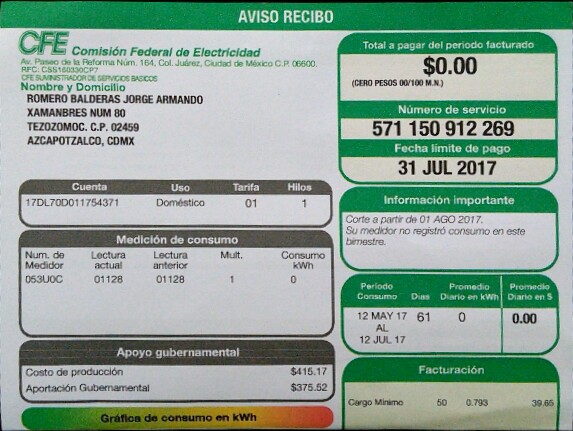 AVISO RECIBO
CFE Comisión Federal de Electricidad
Av. Paseo de la Reforma Núm. 164, Col. Juárez, Ciudad de México C.P. 06600.
RFC: CSS160330CP7
CFE SUMINISTRADOR DE SERVICIOS BASICOS
Nombre y Domicilio
ROMERO BALDERAS JORGE ARMANDO
XAMANBRES NUM 80
TEZOZOMOC. C.P. 02459
AZCAPOTZALCO, CDMX
Total a pagar del periodo facturado
$0.00
(CERO PESOS 00/100 M.N.)
Número de servicio
571 150 912 269
Fecha límite de pago
31 JUL 2017
Cuenta Uso Tarifa Hilos
17DL70D011754371 Doméstico 01 1
Información importante
Corte a partir de 01 AGO 2017.
Su medidor no registró consumo en este
bimestre.
Medición de consumo
Num. de Medidor Lectura actual Lectura anterior Mult. Consumo kWh
053U0C 01128 01128 1 0
Periodo Consumo Días Promedio Diario en kWh Promedio Diario en $
12 MAY 17 AL 12 JUL 17 61 0 0.00
Apoyo gubernamental
Costo de producción $415.17
Aportación Gubernamental $375.52
Facturación
Cargo Mínimo 50 0.793 39.65
Gráfica de consumo en kWh